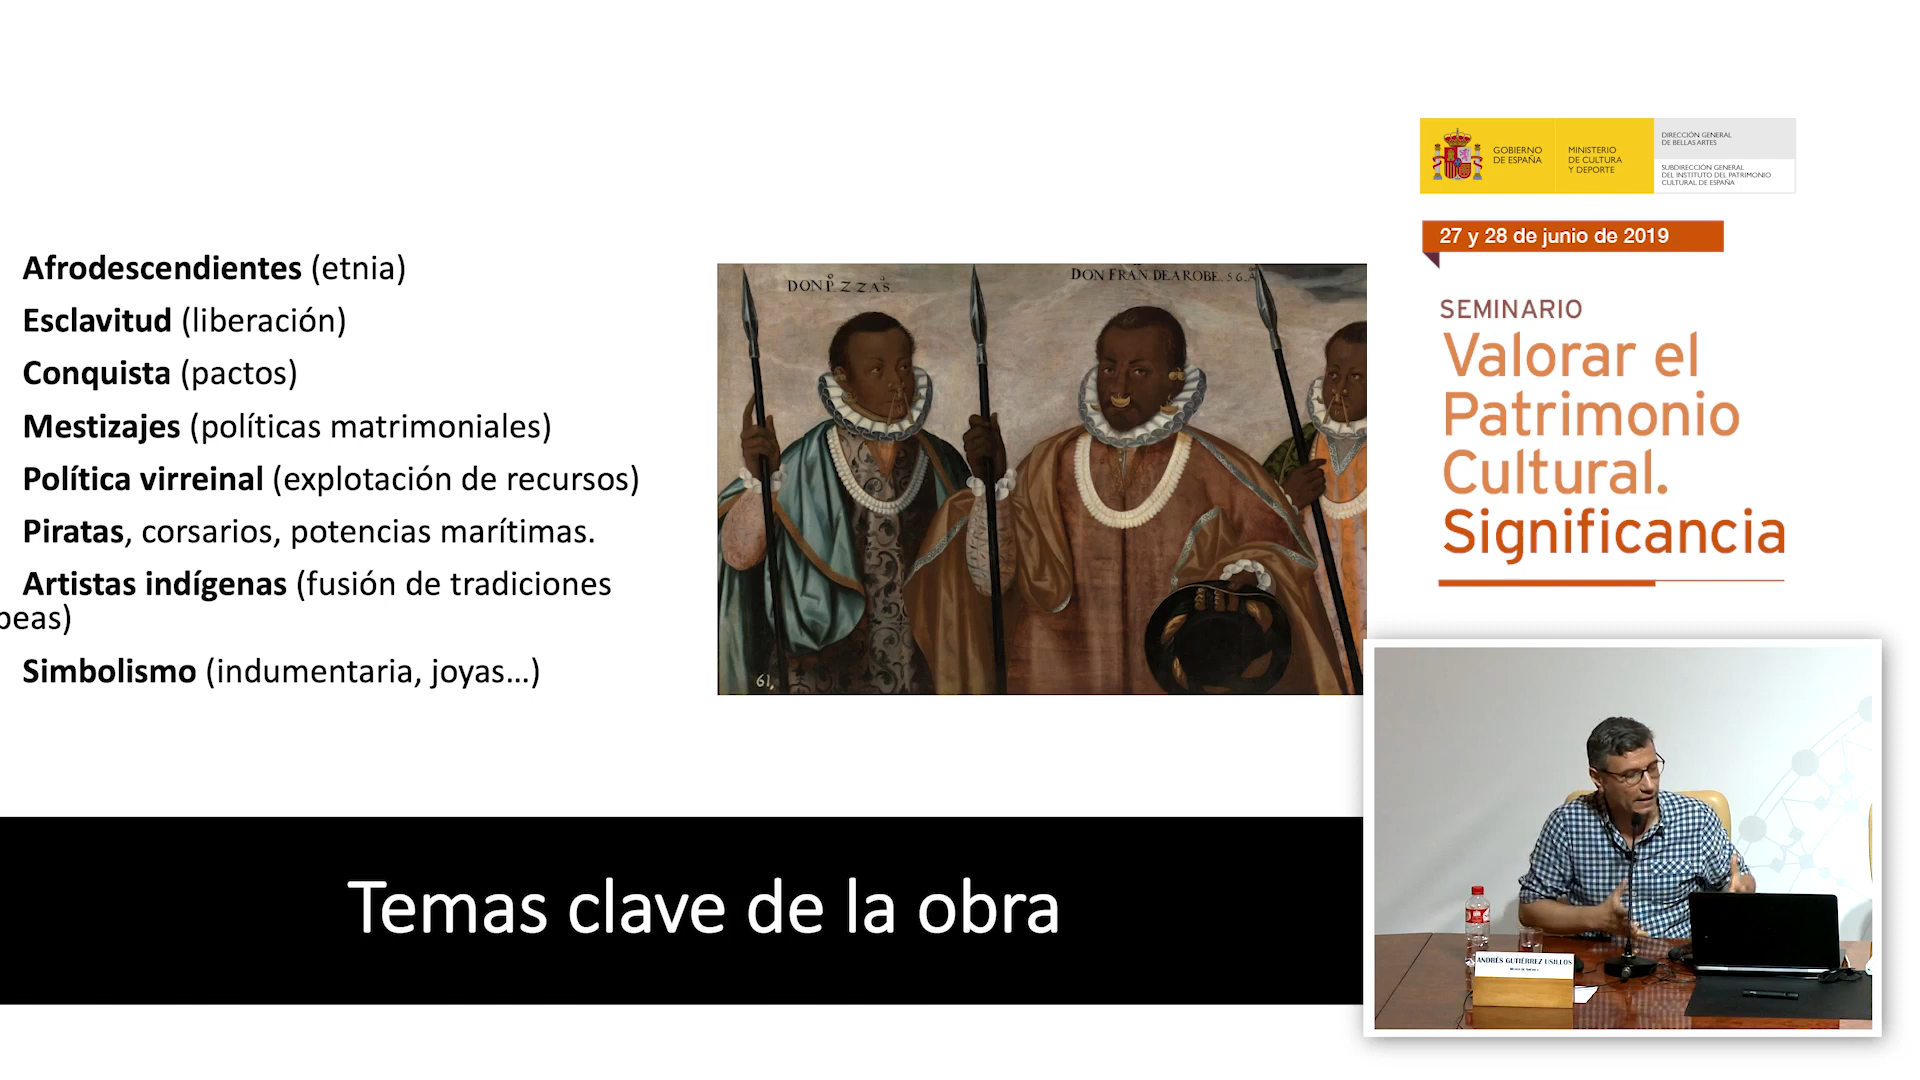 Afrodescendientes (etnia)
Esclavitud (liberación)
Conquista (pactos)
Mestizajes (políticas matrimoniales)
Política virreinal (explotación de recursos)
Piratas, corsarios, potencias marítimas.
Artistas indígenas (fusión de tradiciones
peas)
Simbolismo (indumentaria, joyas...)
DON P ZZAS.
DON FRAN DE AROBE. 56. A
61,
Temas clave de la obra
GOBIERNO
DE ESPAÑA
MINISTERIO
DE CULTURA
Y DEPORTE
DIRECCIÓN GENERAL
DE BELLAS ARTES
SUBDIRECCIÓN GENERAL
DEL INSTITUTO DEL PATRIMONIO
CULTURAL DE ESPAÑA
27 y 28 de junio de 2019
SEMINARIO
Valorar el
Patrimonio
Cultural.
Significancia
ANDRÉS GUTIÉRREZ USILLOS